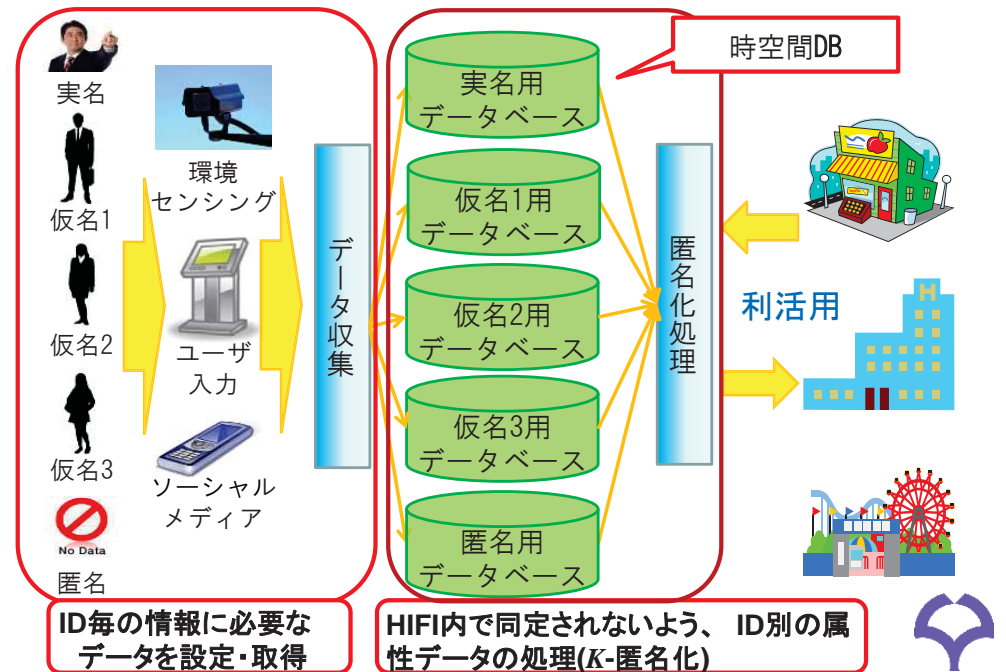 実名
仮名1
仮名2
仮名3
No Data
匿名
環境
センシング
ユーザ
入力
ソーシャル
メディア
データ収集
実名用
データベース
仮名1用
データベース
仮名2用
データベース
仮名3用
データベース
匿名用
データベース
時空間DB
匿名化処理
利活用
H
ID毎の情報に必要な
データを設定・取得
HIFI内で同定されないよう、 ID別の属
性データの処理(K-匿名化)